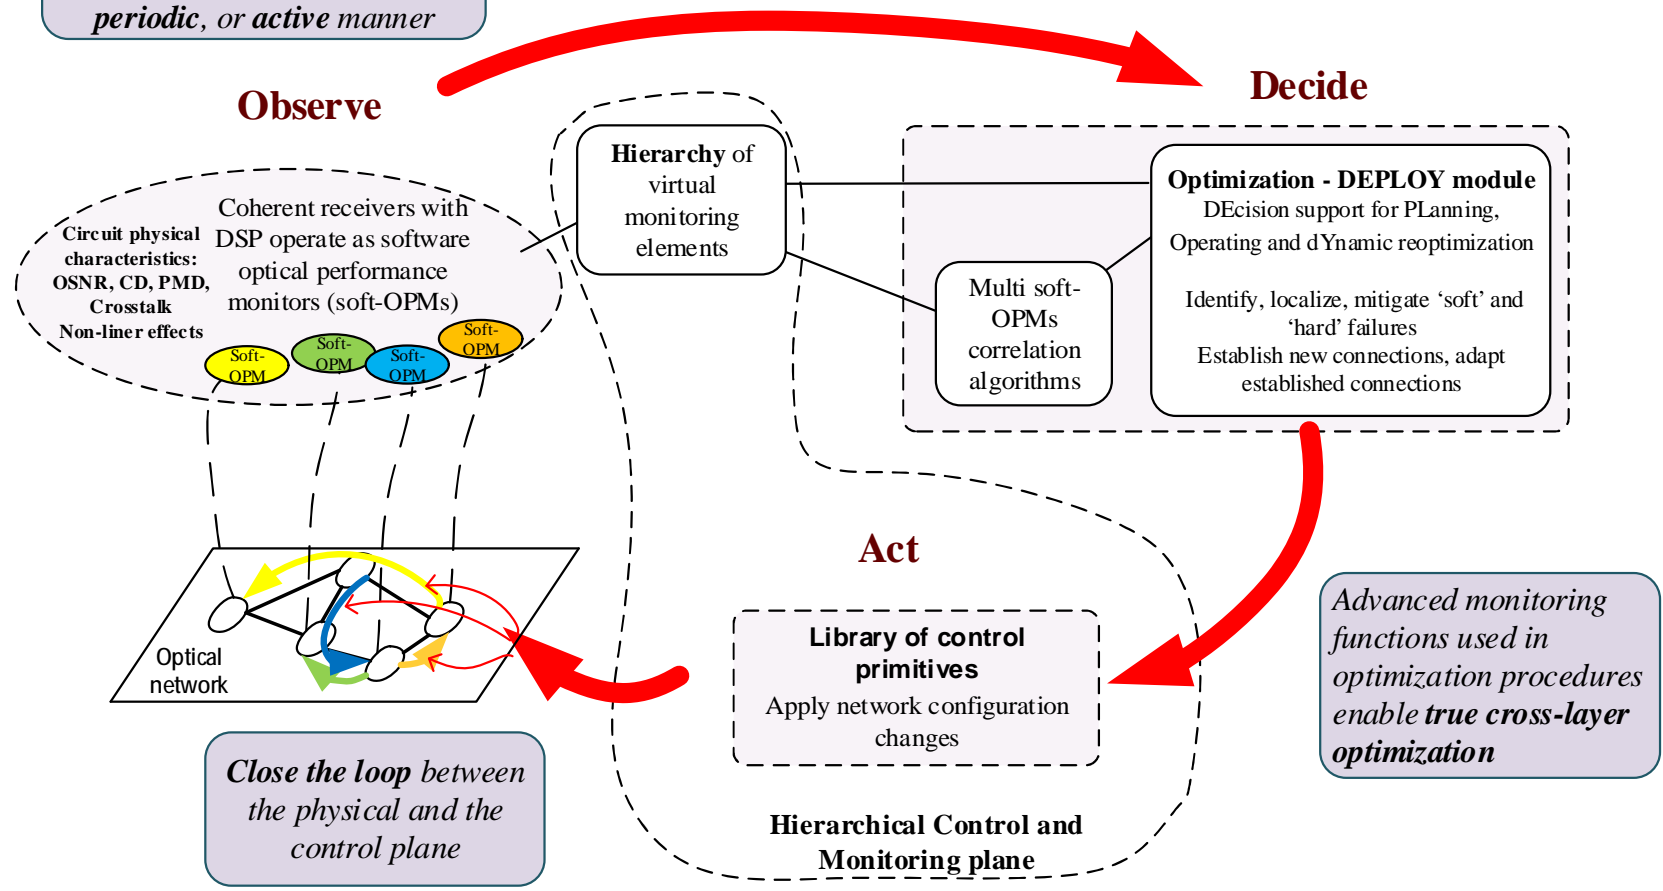 periodic, or active manner
Observe
Decide
Hierarchy of
virtual
monitoring
elements
Circuit physical
characteristics:
OSNR, CD, PMD,
Crosstalk
Non-liner effects
Coherent receivers with
DSP operate as software
optical performance
monitors (soft-OPMs)
Soft-
OPM
Soft-
OPM
Soft-
OPM
Soft-
OPM
Optimization - DEPLOY module
DEcision support for PLanning,
Operating and dYnamic reoptimization
Identify, localize, mitigate ‘soft’ and
‘hard’ failures
Establish new connections, adapt
established connections
Multi soft-
OPMs
correlation
algorithms
Act
Library of control
primitives
Apply network configuration
changes
Hierarchical Control and
Monitoring plane
Optical
network
Close the loop between
the physical and the
control plane
Advanced monitoring
functions used in
optimization procedures
enable true cross-layer
optimization